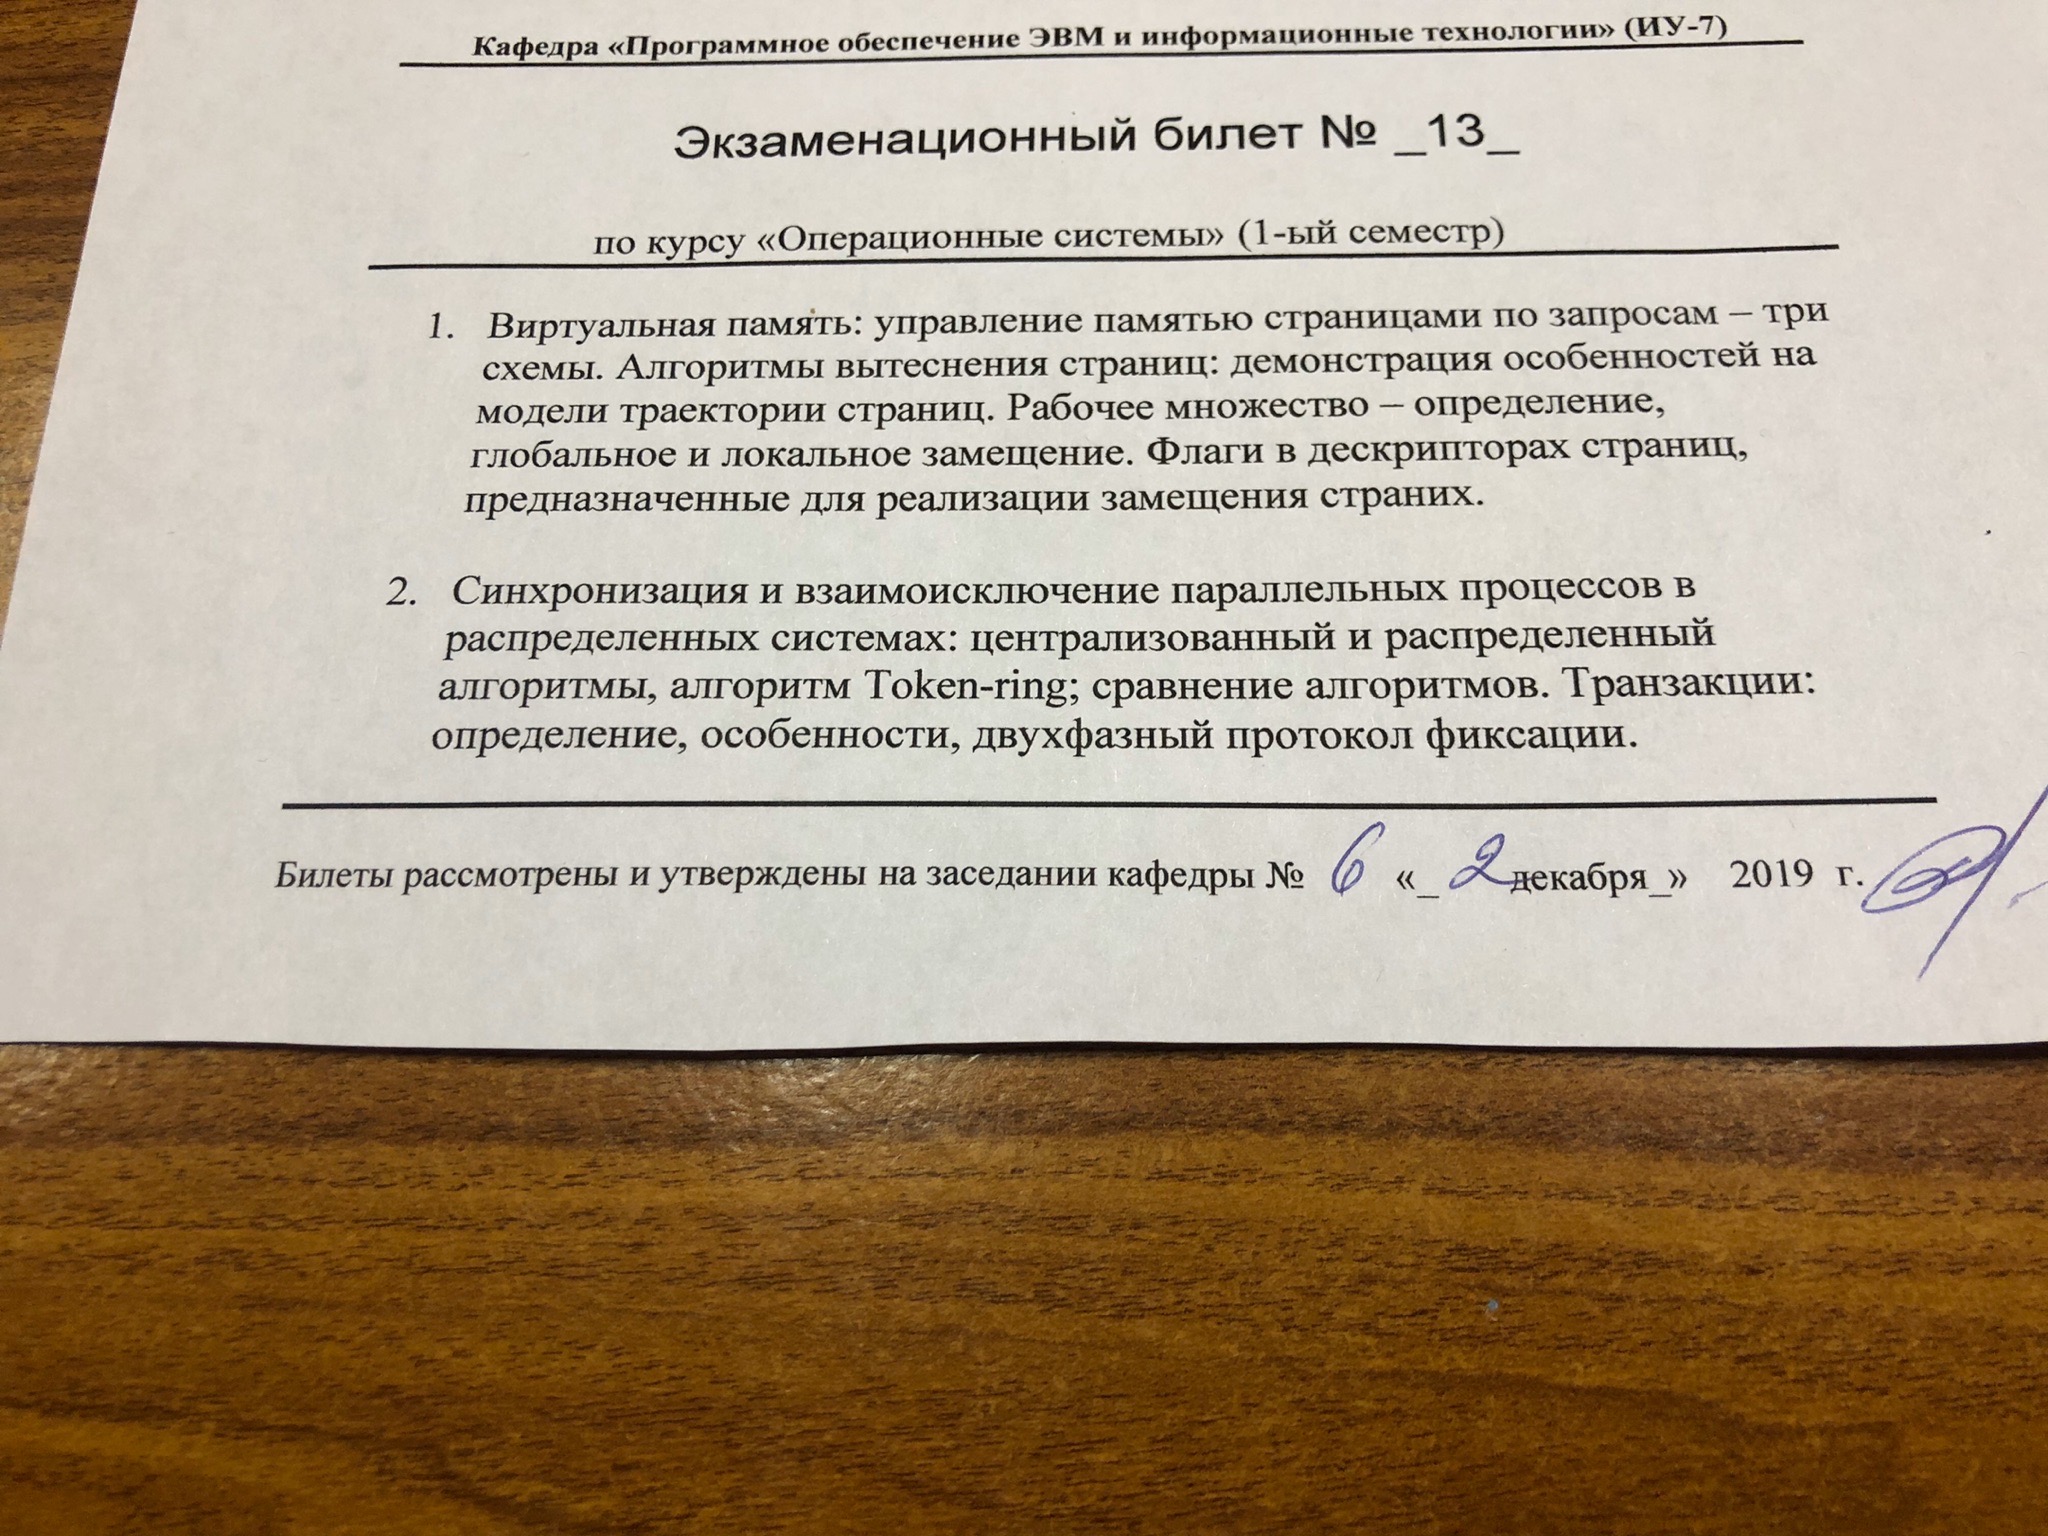 Кафедра «Программное обеспечение ЭВМ и информационные технологии» (ИУ-7)
Экзаменационный билет № _13_
по курсу «Операционные системы» (1-ый семестр)
1. Виртуальная память: управление памятью страницами по запросам – три
схемы. Алгоритмы вытеснения страниц: демонстрация особенностей на
модели траектории страниц. Рабочее множество – определение,
глобальное и локальное замещение. Флаги в дескрипторах страниц,
предназначенные для реализации замещения страних.
2. Синхронизация и взаимоисключение параллельных процессов в
распределенных системах: централизованный и распределенный
алгоритмы, алгоритм Token-ring; сравнение алгоритмов. Транзакции:
определение, особенности, двухфазный протокол фиксации.
Билеты рассмотрены и утверждены на заседании кафедры № 6 «_2декабря_» 2019 г.